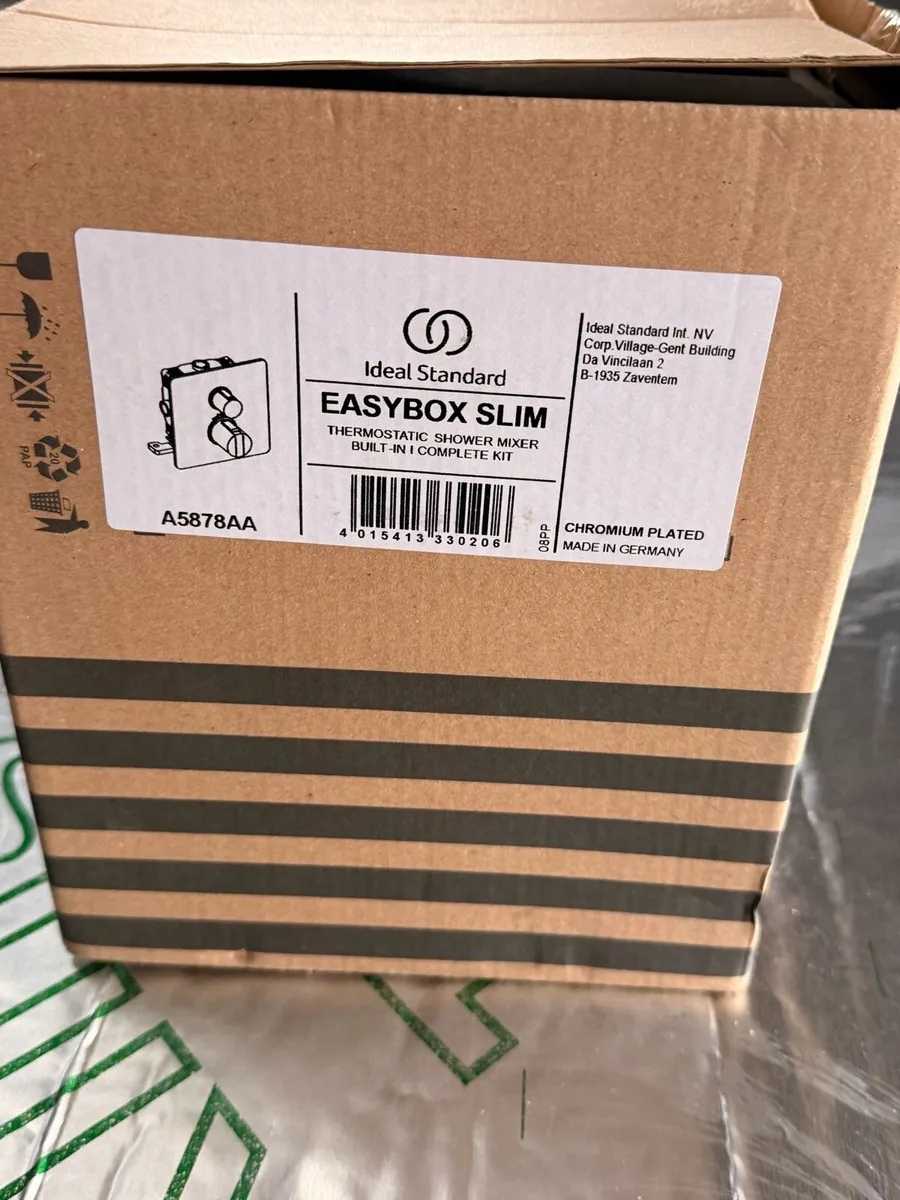 Ideal Standard
EASYBOX SLIM
THERMOSTATIC SHOWER MIXER
BUILT-IN I COMPLETE KIT
4 015413 330206
08PP
A5878AA
Ideal Standard Int. NV
Corp.Village-Gent Building
Da Vincilaan 2
B-1935 Zaventem
CHROMIUM PLATED
MADE IN GERMANY
20
PAP